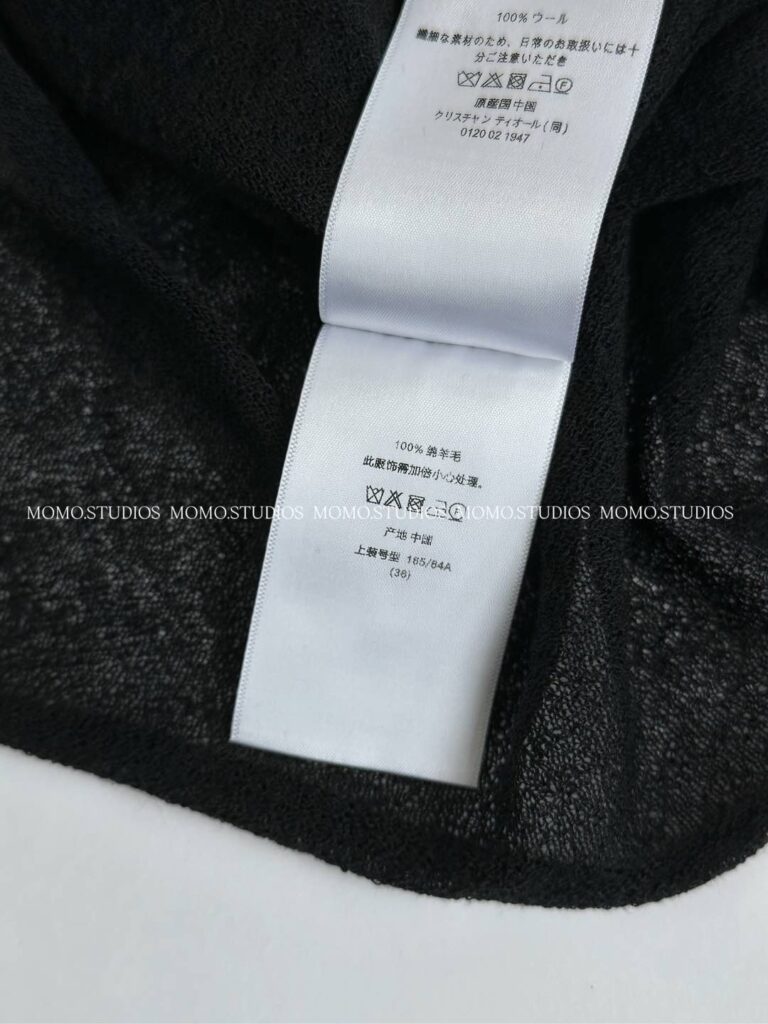 100% ウール
繊細な素材のため、日常のお取扱いには十
分ご注意いただき
原産国中国
クリスチャン ディオール(同)
0120 02 1947
100% 绵羊毛
此服饰需加倍小心处理。
MOMO.STUDIOS MOMO.STUDIOS MOMO.STUDIOS MOMO.STUDIOS MOMO.STUDIOS
产地 中國
上装号型 165/84A
(36)